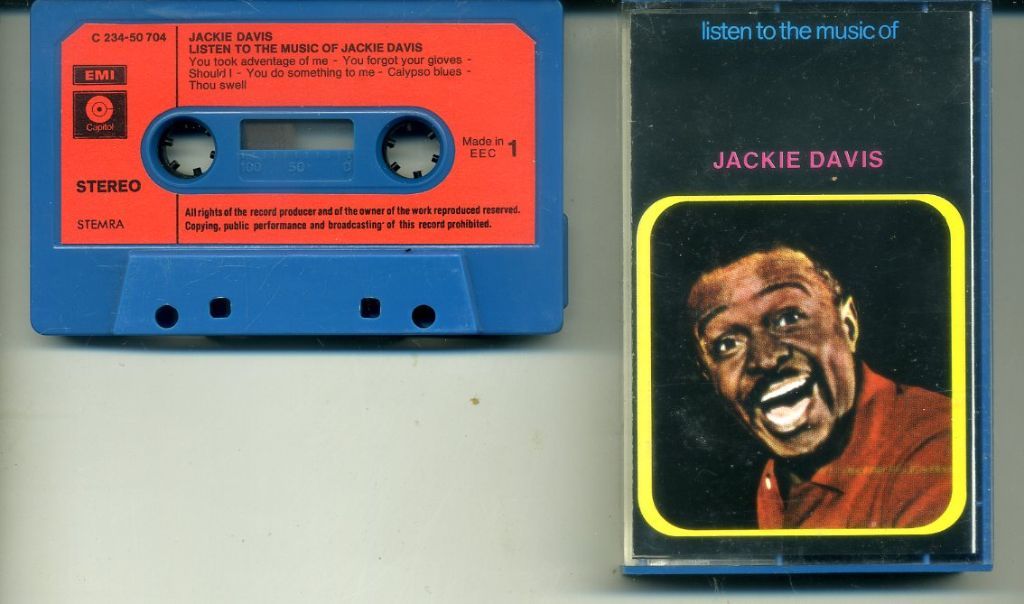 C 234-50 704
JACKIE DAVIS
LISTEN TO THE MUSIC OF JACKIE DAVIS
You took adventage of me - You forgot your gloves -
Should I - You do something to me - Calypso blues -
Thou swell
EMI
Capitol
STEREO
STEMRA
100 50 0
Made in
EEC 1
All rights of the record producer and of the owner of the work reproduced reserved.
Copying, public performance and broadcasting of this record prohibited.
listen to the music of
JACKIE DAVIS